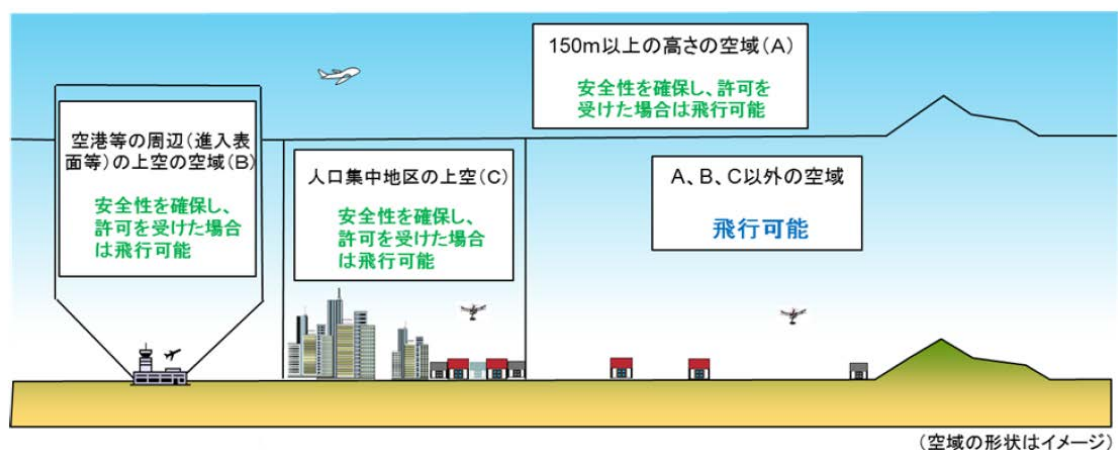 150m以上の高さの空域(A)
安全性を確保し、許可を
受けた場合は飛行可能
空港等の周辺(進入表
面等)の上空の空域(B)
安全性を確保し、
許可を受けた場合
は飛行可能
人口集中地区の上空(C)
安全性を確保し、
許可を受けた場合
は飛行可能
A、B、C以外の空域
飛行可能
(空域の形状はイメージ)